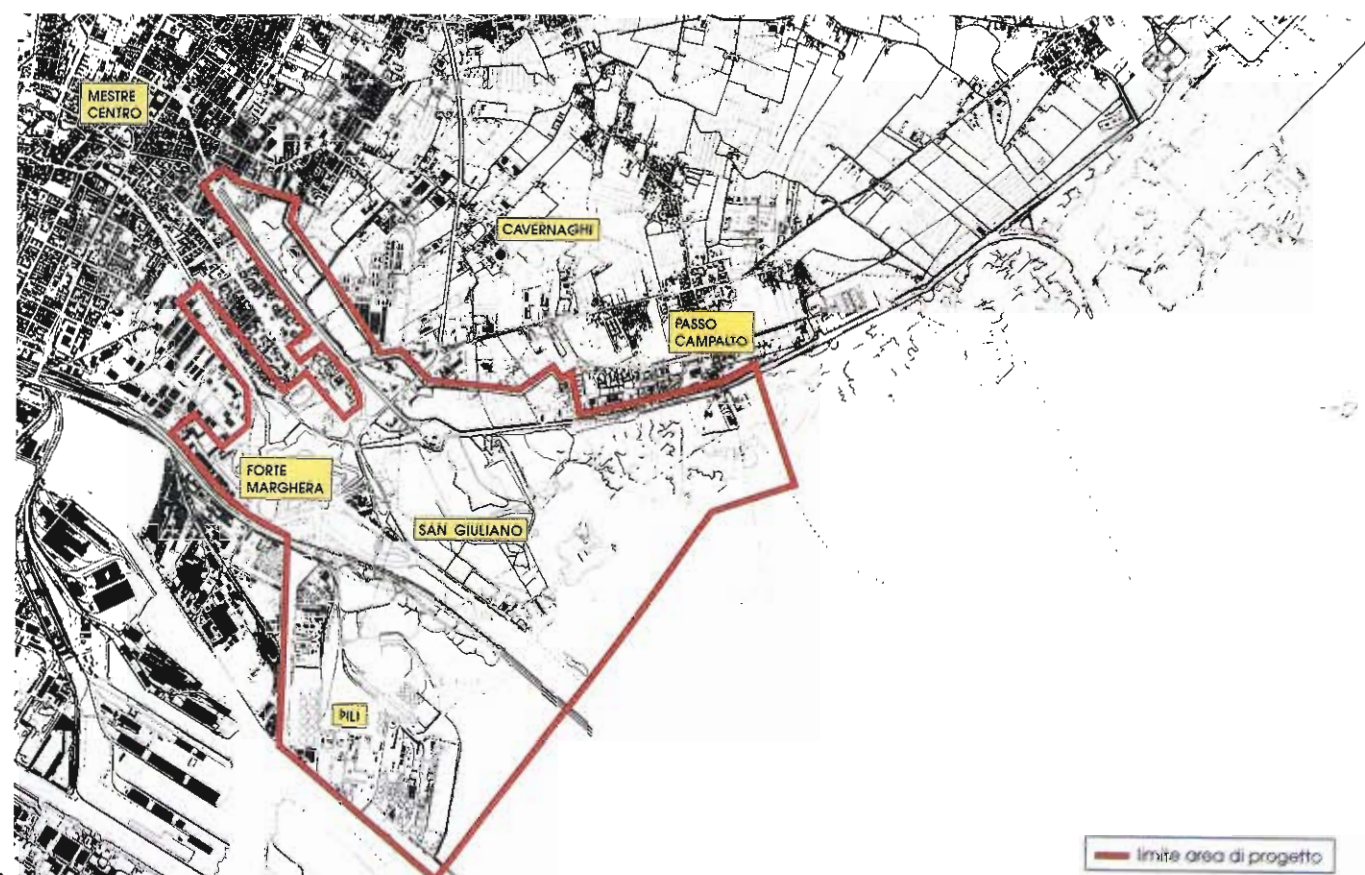 MESTRE
CENTRO
CAVERNAGHI
PASSO
CAMPALTO
FORTE
MARGHERA
SAN GIULIANO
PILI
limite area di progetto